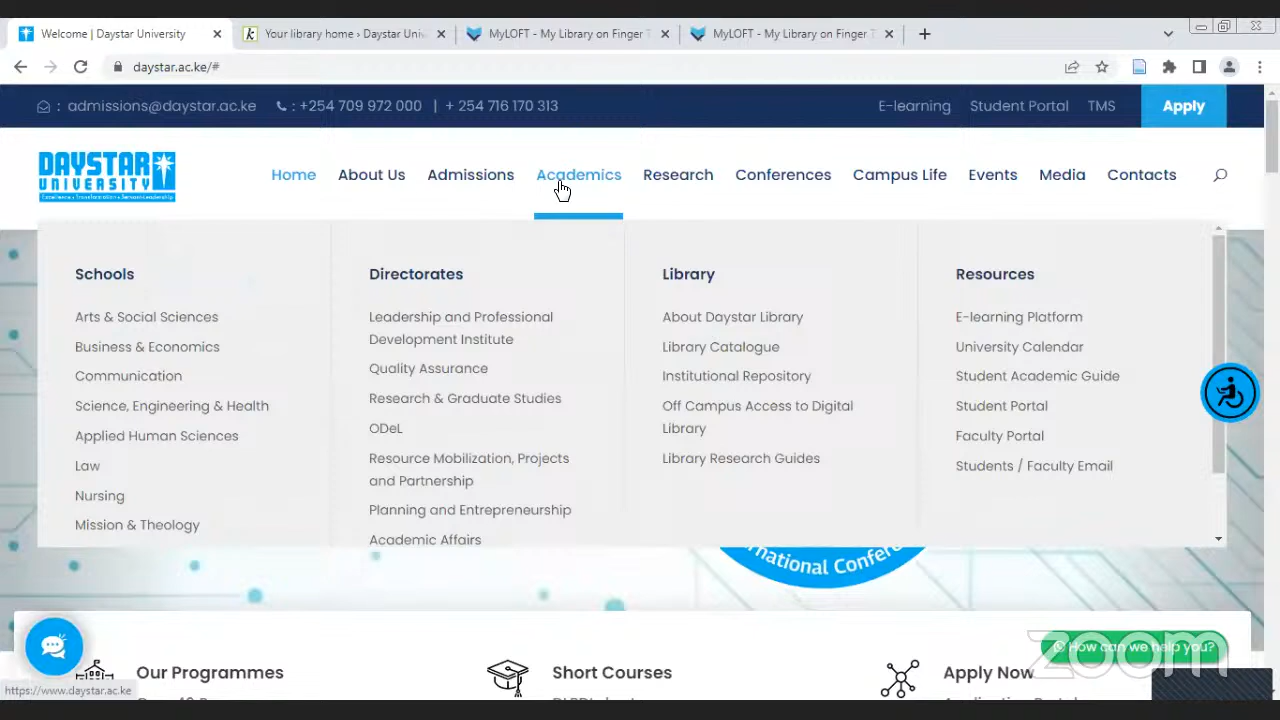 Welcome | Daystar University
Your library home › Daystar Univ
MyLOFT - My Library on Finger T
MyLOFT - My Library on Finger T
daystar.ac.ke/#
: admissions@daystar.ac.ke
: +254 709 972 000 | + 254 716 170 313
E-learning
Student Portal
TMS
Apply
DAYSTAR
UNIVERSITY
Home
About Us
Admissions
Academics
Research
Conferences
Campus Life
Events
Media
Contacts
Schools
Arts & Social Sciences
Business & Economics
Communication
Science, Engineering & Health
Applied Human Sciences
Law
Nursing
Mission & Theology
Directorates
Leadership and Professional
Development Institute
Quality Assurance
Research & Graduate Studies
ODeL
Resource Mobilization, Projects
and Partnership
Planning and Entrepreneurship
Academic Affairs
Library
About Daystar Library
Library Catalogue
Institutional Repository
Off Campus Access to Digital
Library
Library Research Guides
Resources
E-learning Platform
University Calendar
Student Academic Guide
Student Portal
Faculty Portal
Students / Faculty Email
Our Programmes
Short Courses
Apply Now
How can we help you?
zoom
https://www.daystar.ac.ke